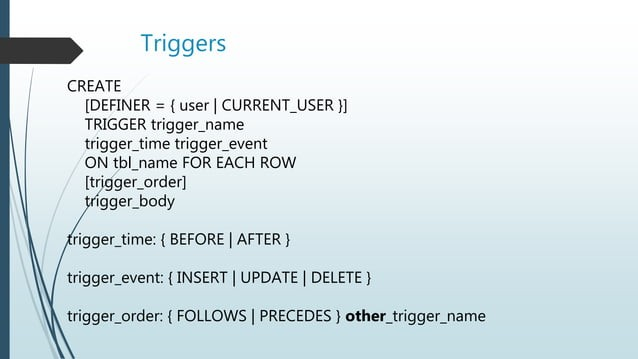 Triggers
CREATE
[DEFINER = { user | CURRENT_USER }]
TRIGGER trigger_name
trigger_time trigger_event
ON tbl_name FOR EACH ROW
[trigger_order]
trigger_body
trigger_time: { BEFORE | AFTER }
trigger_event: { INSERT | UPDATE | DELETE }
trigger_order: { FOLLOWS | PRECEDES } other_trigger_name